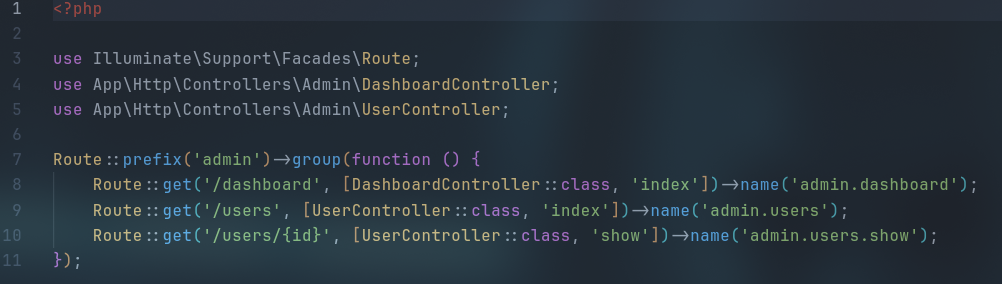 1 <?php
2
3 use Illuminate\Support\Facades\Route;
4 use App\Http\Controllers\Admin\DashboardController;
5 use App\Http\Controllers\Admin\UserController;
6
7 Route::prefix('admin')->group(function () {
8     Route::get('/dashboard', [DashboardController::class, 'index'])->name('admin.dashboard');
9     Route::get('/users', [UserController::class, 'index'])->name('admin.users');
10     Route::get('/users/{id}', [UserController::class, 'show'])->name('admin.users.show');
11 });